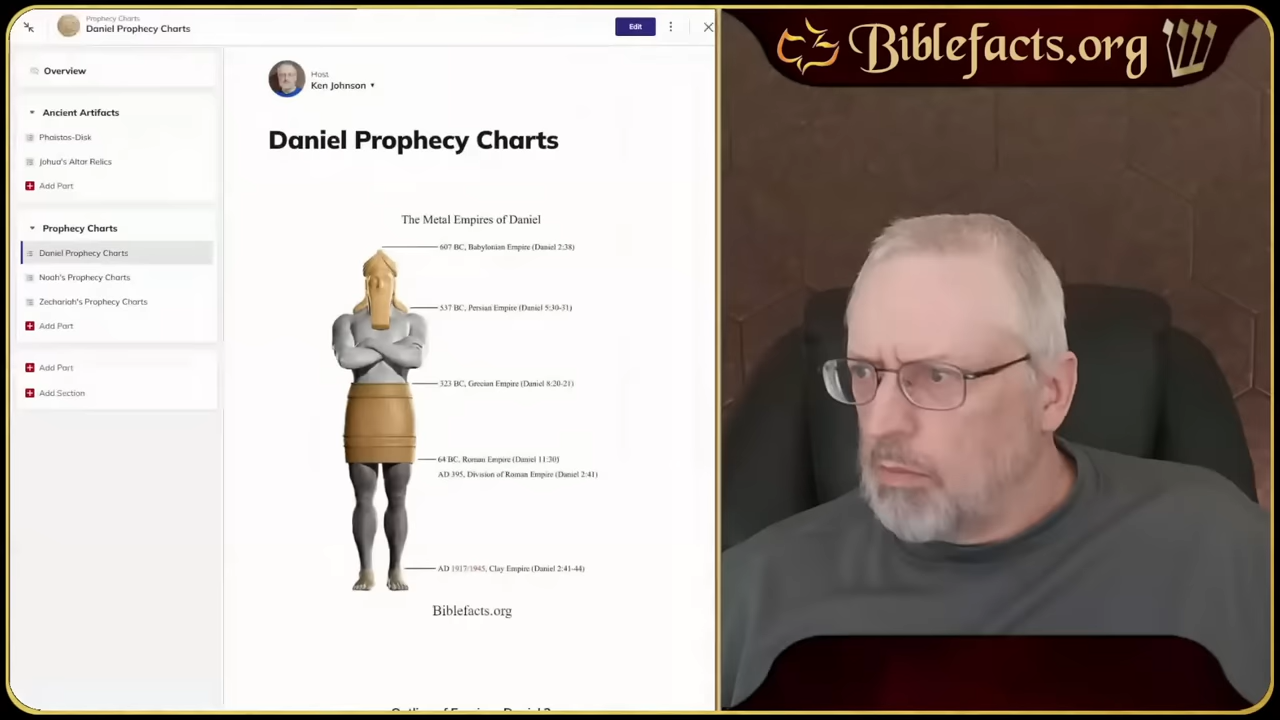 Prophecy Charts
Daniel Prophecy Charts
Edit
Overview
Ancient Artifacts
Phaistos-Disk
Johua's Altar Relics
Add Part
Prophecy Charts
Daniel Prophecy Charts
Noah's Prophecy Charts
Zechariah's Prophecy Charts
Add Part
Add Part
Add Section
Host
Ken Johnson
Daniel Prophecy Charts
The Metal Empires of Daniel
607 BC, Babylonian Empire (Daniel 2:38)
537 BC, Persian Empire (Daniel 5:30-31)
323 BC, Grecian Empire (Daniel 8:20-21)
64 BC, Roman Empire (Daniel 11:30)
AD 395, Division of Roman Empire (Daniel 2:41)
AD 1917/1945, Clay Empire (Daniel 2:41-44)
Biblefacts.org
Biblefacts.org
ש